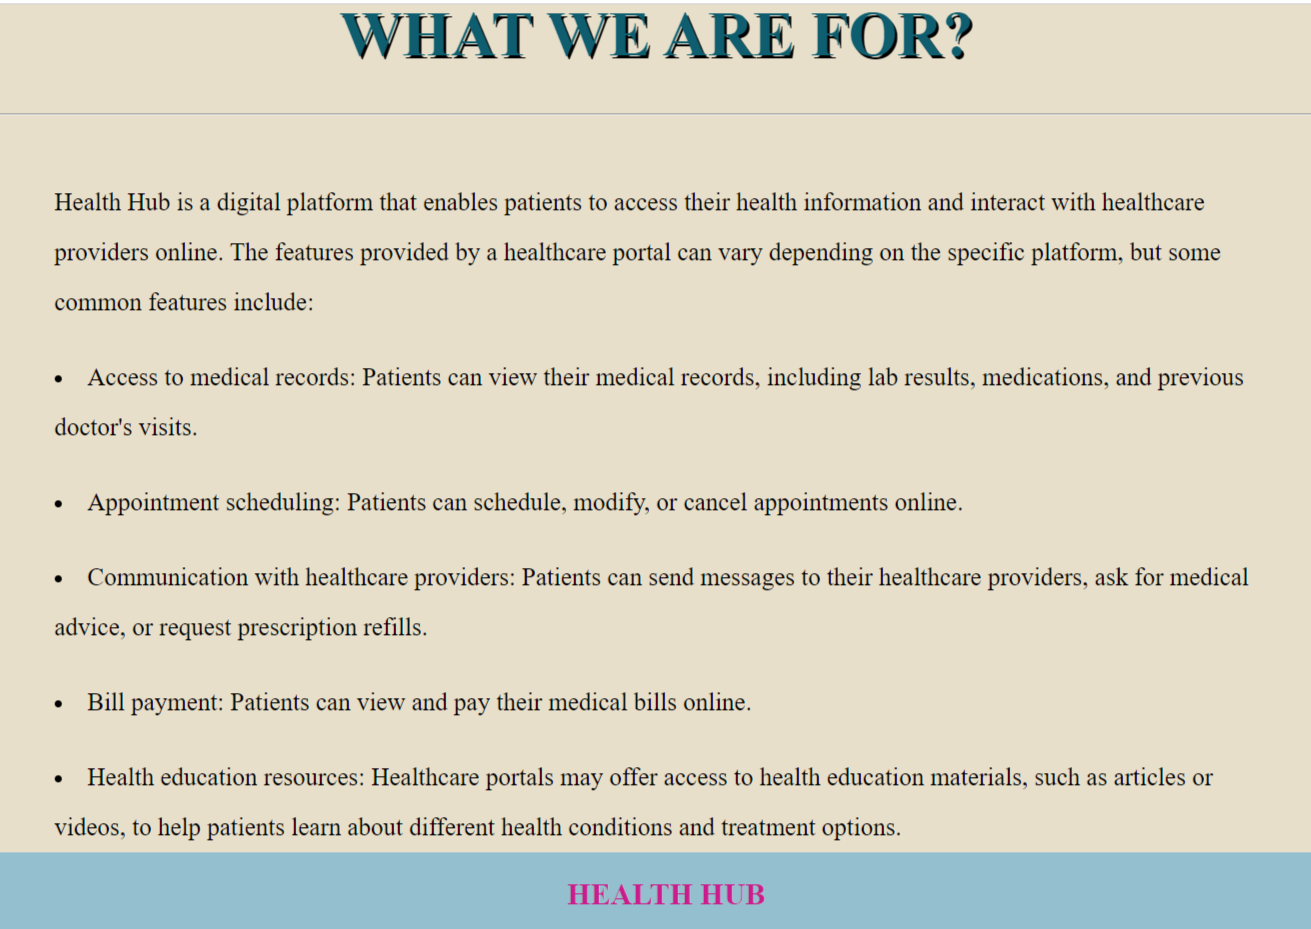 WHAT WE ARE FOR?
Health Hub is a digital platform that enables patients to access their health information and interact with healthcare
providers online. The features provided by a healthcare portal can vary depending on the specific platform, but some
common features include:
• Access to medical records: Patients can view their medical records, including lab results, medications, and previous
doctor's visits.
• Appointment scheduling: Patients can schedule, modify, or cancel appointments online.
• Communication with healthcare providers: Patients can send messages to their healthcare providers, ask for medical
advice, or request prescription refills.
• Bill payment: Patients can view and pay their medical bills online.
• Health education resources: Healthcare portals may offer access to health education materials, such as articles or
videos, to help patients learn about different health conditions and treatment options.
HEALTH HUB